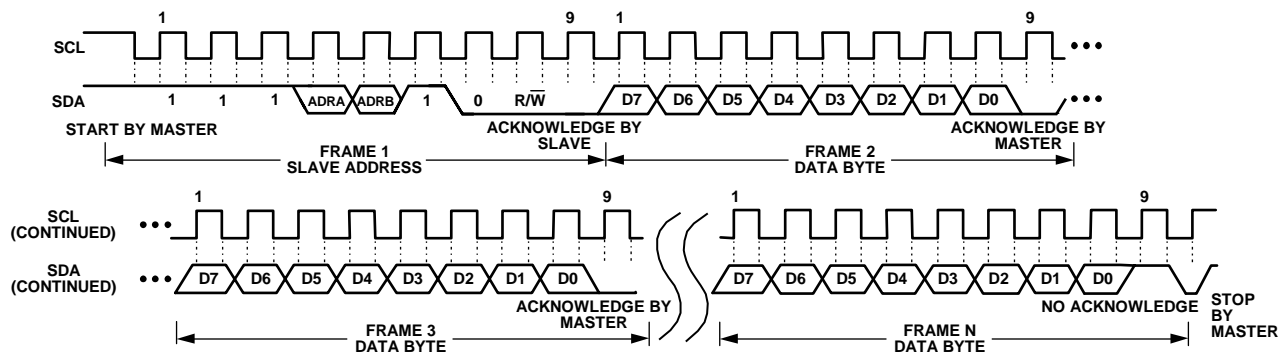 1 9 1 9
SCL
SDA 1 1 1 ADRA ADRB 1 0 R/W̅ D7 D6 D5 D4 D3 D2 D1 D0
START BY MASTER
ACKNOWLEDGE BY
SLAVE
ACKNOWLEDGE BY
MASTER
FRAME 1
SLAVE ADDRESS
FRAME 2
DATA BYTE
1 9 1 9
SCL
(CONTINUED)
SDA
(CONTINUED)
D7 D6 D5 D4 D3 D2 D1 D0
D7 D6 D5 D4 D3 D2 D1 D0
ACKNOWLEDGE BY
MASTER
NO ACKNOWLEDGE
STOP
BY
MASTER
FRAME 3
DATA BYTE
FRAME N
DATA BYTE